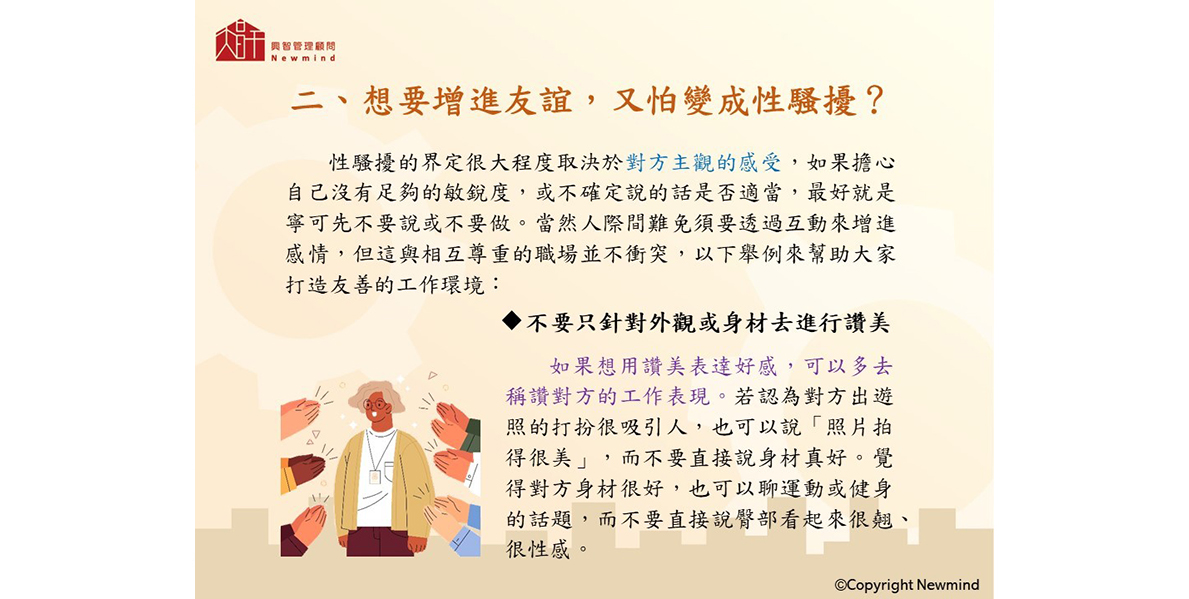 興智管理顧問
Newmind
二、想要增進友誼，又怕變成性騷擾？
性騷擾的界定很大程度取決於對方主觀的感受，如果擔心
自己沒有足夠的敏銳度，或不確定說的話是否適當，最好就是
寧可先不要說或不要做。當然人際間難免須要透過互動來增進
感情，但這與相互尊重的職場並不衝突，以下舉例來幫助大家
打造友善的工作環境：
◆不要只針對外觀或身材去進行讚美
如果想用讚美表達好感，可以多去
稱讚對方的工作表現。若認為對方出遊
照的打扮很吸引人，也可以說「照片拍
得很美」，而不要直接說身材真好。覺
得對方身材很好，也可以聊運動或健身
的話題，而不要直接說臀部看起來很翹、
很性感。
©Copyright Newmind